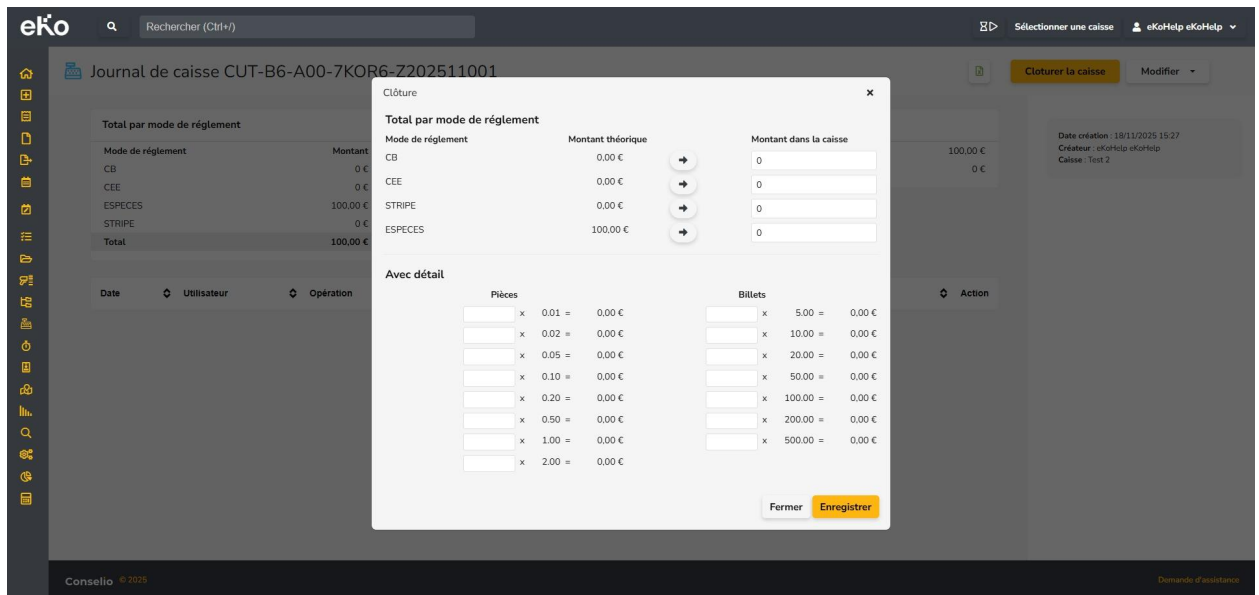 eKo
Rechercher (Ctrl+/)
Sélectionner une caisse
eKoHelp eKoHelp
Journal de caisse CUT-B6-A00-7KOR6-Z202511001
Cloturer la caisse
Modifier
Total par mode de réglement
Mode de réglement Montant
CB 0 €
CEE 0 €
ESPECES 100,00 €
STRIPE 0 €
Total 100,00 €
100,00 €
0 €
Date création : 18/11/2025 15:27
Créateur : eKoHelp eKoHelp
Caisse : Test 2
Date Utilisateur Opération Action
Clôture ×
Total par mode de réglement
Mode de réglement Montant théorique Montant dans la caisse
CB 0,00 € 0
CEE 0,00 € 0
STRIPE 0,00 € 0
ESPECES 100,00 € 0
Avec détail
Pièces Billets
x 0.01 = 0,00 € x 5.00 = 0,00 €
x 0.02 = 0,00 € x 10.00 = 0,00 €
x 0.05 = 0,00 € x 20.00 = 0,00 €
x 0.10 = 0,00 € x 50.00 = 0,00 €
x 0.20 = 0,00 € x 100.00 = 0,00 €
x 0.50 = 0,00 € x 200.00 = 0,00 €
x 1.00 = 0,00 € x 500.00 = 0,00 €
x 2.00 = 0,00 €
Fermer Enregistrer
Conselio © 2025
Demande d'assistance